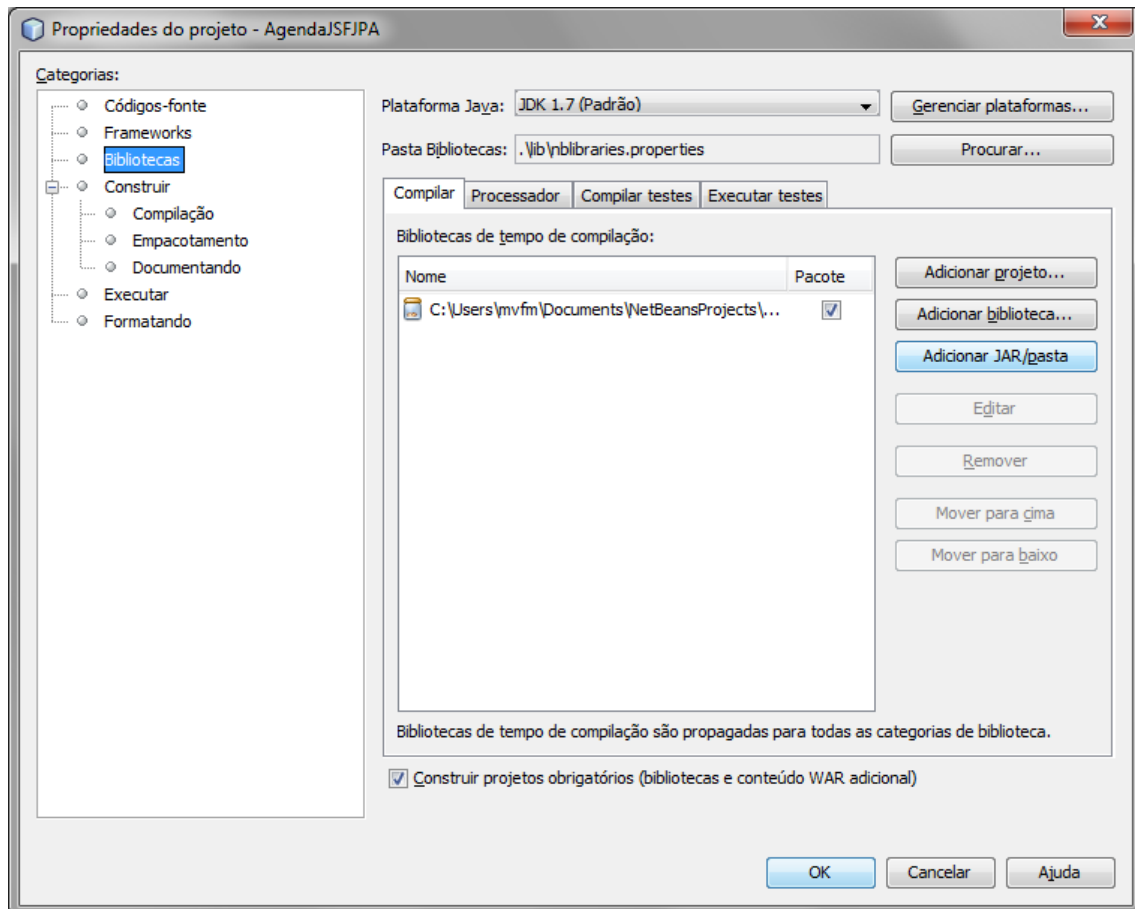 Propriedades do projeto - AgendaJSFJPA
Categorias:
Códigos-fonte
Frameworks
Bibliotecas
Construir
Compilação
Empacotamento
Documentando
Executar
Formatando
Plataforma Java: JDK 1.7 (Padrão) Gerenciar plataformas...
Pasta Bibliotecas: .\lib\nblibraries.properties Procurar...
Compilar Processador Compilar testes Executar testes
Bibliotecas de tempo de compilação:
Nome Pacote
C:\Users\mvfm\Documents\NetBeansProjects\...
Adicionar projeto...
Adicionar biblioteca...
Adicionar JAR/pasta
Editar
Remover
Mover para cima
Mover para baixo
Bibliotecas de tempo de compilação são propagadas para todas as categorias de biblioteca.
Construir projetos obrigatórios (bibliotecas e conteúdo WAR adicional)
OK Cancelar Ajuda